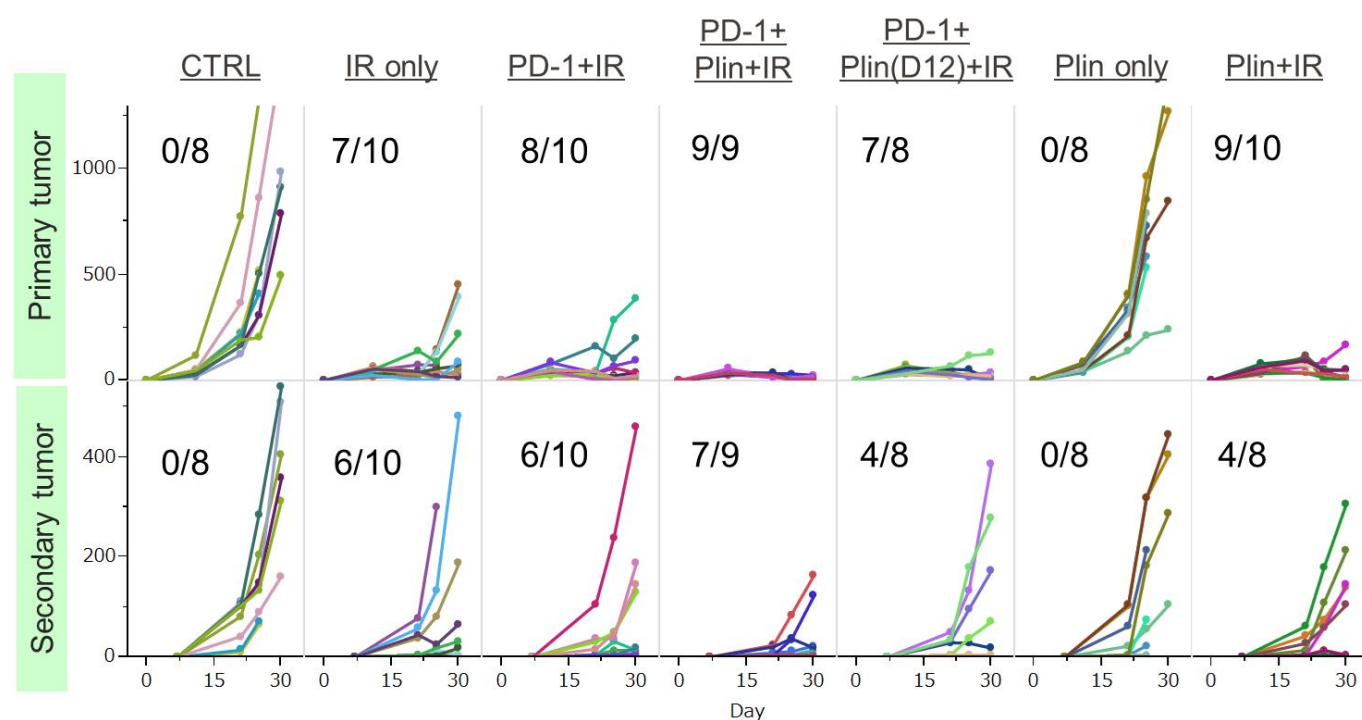 CTRL
IR only
PD-1+IR
PD-1+
Plin+IR
PD-1+
Plin(D12)+IR
Plin only
Plin+IR
Primary tumor
1000
500
0
0/8
7/10
8/10
9/9
7/8
0/8
9/10
Secondary tumor
400
200
0
0/8
6/10
6/10
7/9
4/8
0/8
4/8
0 15 30 0 15 30 0 15 30 0 15 30 0 15 30 0 15 30 0 15 30
Day